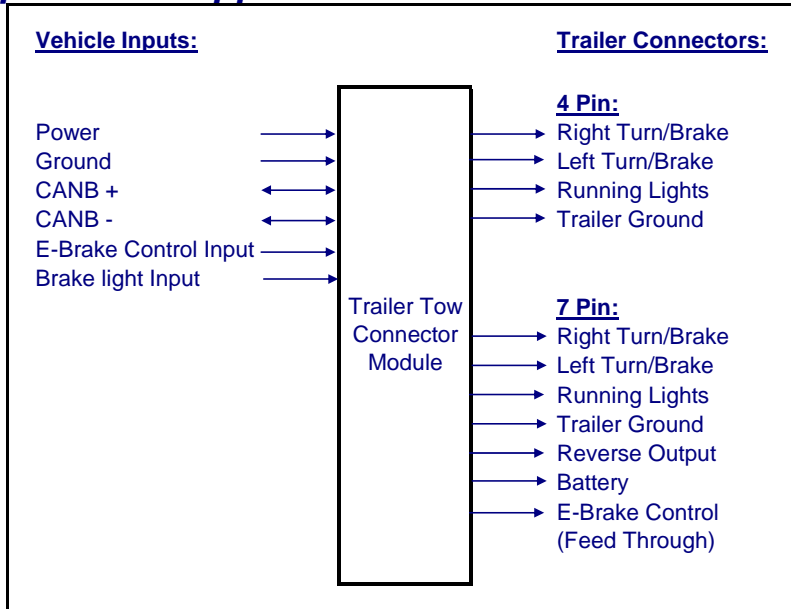 Vehicle Inputs:
Power
Ground
CANB +
CANB -
E-Brake Control Input
Brake light Input
Trailer Tow
Connector
Module
Trailer Connectors:
4 Pin:
Right Turn/Brake
Left Turn/Brake
Running Lights
Trailer Ground
7 Pin:
Right Turn/Brake
Left Turn/Brake
Running Lights
Trailer Ground
Reverse Output
Battery
E-Brake Control
(Feed Through)